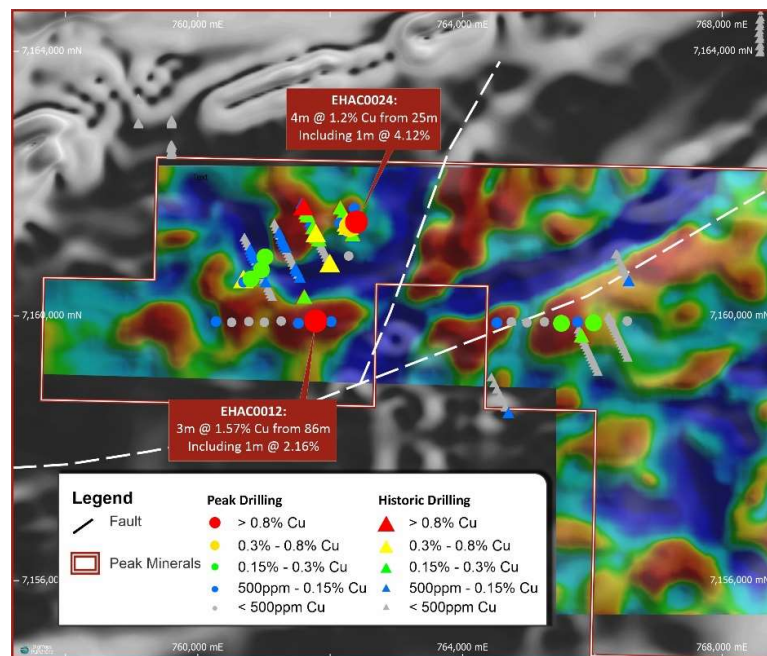 760,000 mE
764,000 mE
768,000 mE
7,164,000 mN
7,164,000 mN
EHAC0024:
4m @ 1.2% Cu from 25m
Including 1m @ 4.12%
7,160,000 mN
7,160,000 mN
EHAC0012:
3m @ 1.57% Cu from 86m
Including 1m @ 2.16%
Legend
Fault
Peak Minerals
Peak Drilling
> 0.8% Cu
0.3% - 0.8% Cu
0.15% - 0.3% Cu
500ppm - 0.15% Cu
< 500ppm Cu
Historic Drilling
> 0.8% Cu
0.3% - 0.8% Cu
0.15% - 0.3% Cu
500ppm - 0.15% Cu
< 500ppm Cu
7,156,000 mN
7,156,000 mN
760,000 mE
764,000 mE
768,000 mE